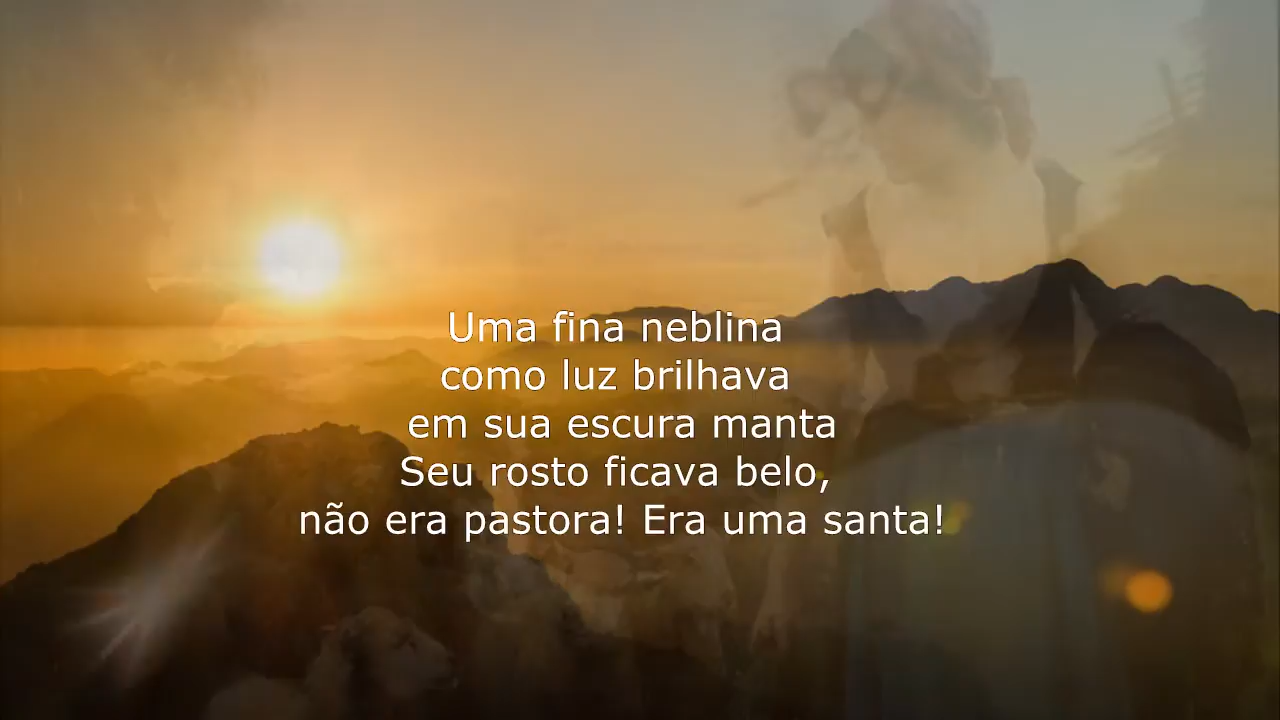 Uma fina neblina
como luz brilhava
em sua escura manta
Seu rosto ficava belo,
não era pastora! Era uma santa!